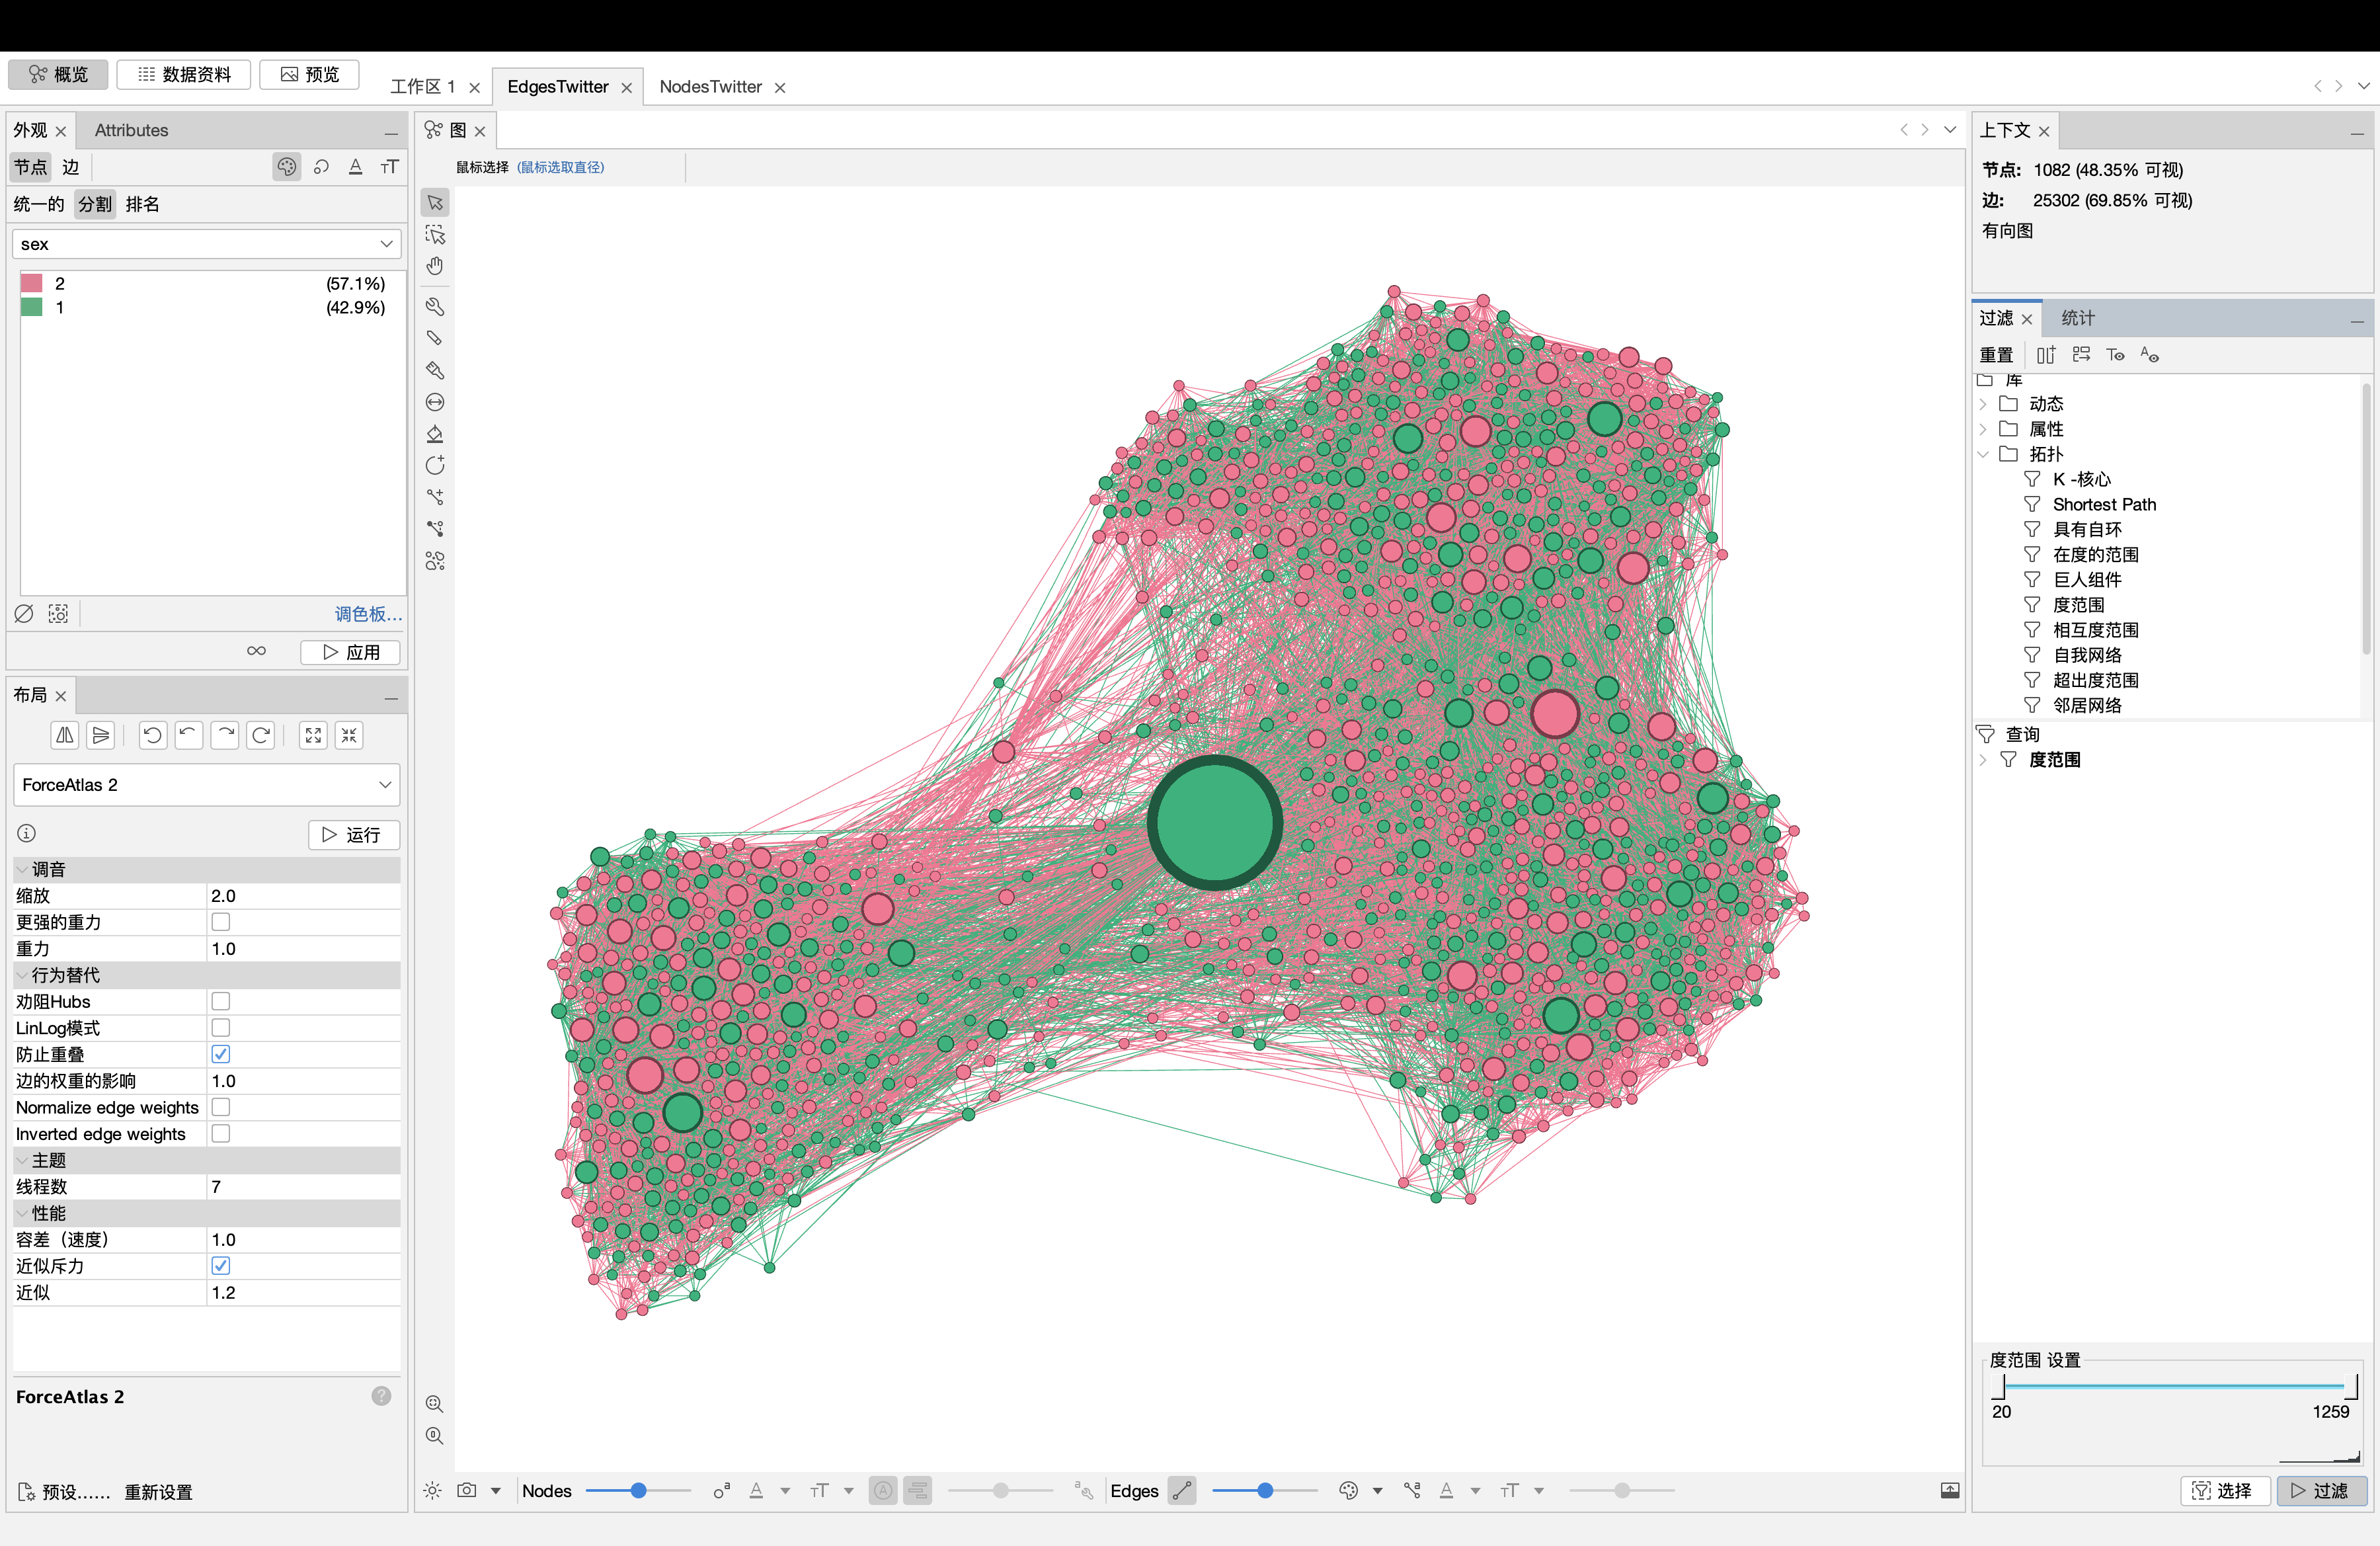 概览 数据资料 预览 工作区 1 EdgesTwitter NodesTwitter
外观 Attributes
节点 边
统一的 分割 排名
sex
2 (57.1%)
1 (42.9%)
调色板...
应用
布局
ForceAtlas 2
运行
调音
缩放 2.0
更强的重力
重力 1.0
行为替代
劝阻Hubs
LinLog模式
防止重叠
边的权重的影响 1.0
Normalize edge weights
Inverted edge weights
主题
线程数 7
性能
容差（速度） 1.0
近似斥力
近似 1.2
ForceAtlas 2
预设…… 重新设置
图
鼠标选择 (鼠标选取直径)
Nodes Edges
上下文
节点: 1082 (48.35% 可视)
边: 25302 (69.85% 可视)
有向图
过滤 统计
重置
库
动态
属性
拓扑
K -核心
Shortest Path
具有自环
在度的范围
巨人组件
度范围
相互度范围
自我网络
超出度范围
邻居网络
查询
度范围
度范围 设置
20 1259
选择 过滤